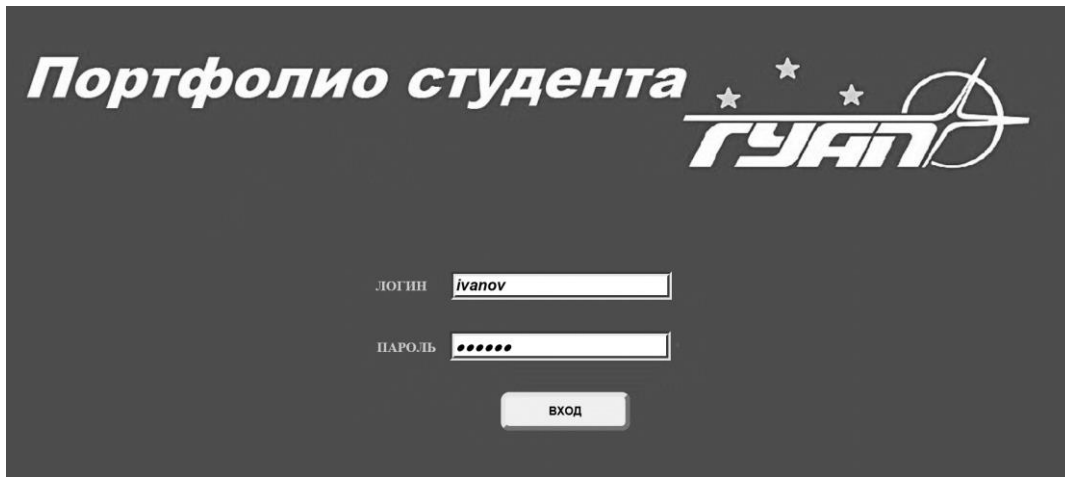 Портфолио студента
ГУАП
ЛОГИН ivanov
ПАРОЛЬ ••••••
ВХОД